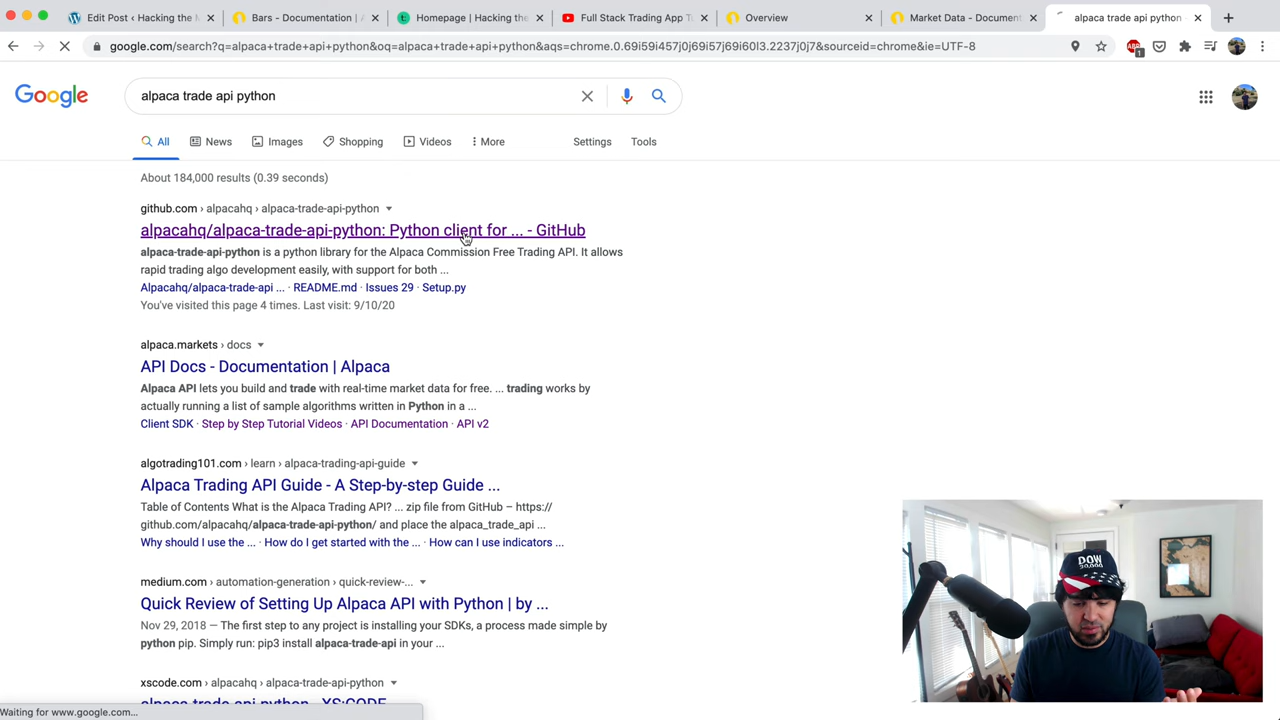 Edit Post ‹ Hacking the M
Bars - Documentation | A
Homepage | Hacking the
Full Stack Trading App T
Overview
Market Data - Document
alpaca trade api python -
google.com/search?q=alpaca+trade+api+python&oq=alpaca+trade+api+python&aqs=chrome.0.69i59i457j0j69i57j69i60l3.2237j0j7&sourceid=chrome&ie=UTF-8
1
Google
alpaca trade api python
All
News
Images
Shopping
Videos
More
Settings
Tools
About 184,000 results (0.39 seconds)
github.com › alpacahq › alpaca-trade-api-python
alpacahq/alpaca-trade-api-python: Python client for ... - GitHub
alpaca-trade-api-python is a python library for the Alpaca Commission Free Trading API. It allows
rapid trading algo development easily, with support for both ...
Alpacahq/alpaca-trade-api ... · README.md · Issues 29 · Setup.py
You've visited this page 4 times. Last visit: 9/10/20
alpaca.markets › docs
API Docs - Documentation | Alpaca
Alpaca API lets you build and trade with real-time market data for free. ... trading works by
actually running a list of sample algorithms written in Python in a ...
Client SDK · Step by Step Tutorial Videos · API Documentation · API v2
algotrading101.com › learn › alpaca-trading-api-guide
Alpaca Trading API Guide - A Step-by-step Guide ...
Table of Contents What is the Alpaca Trading API? ... zip file from GitHub – https://
github.com/alpacahq/alpaca-trade-api-python/ and place the alpaca_trade_api ...
Why should I use the ... · How do I get started with the ... · How can I use indicators ...
medium.com › automation-generation › quick-review-...
Quick Review of Setting Up Alpaca API with Python | by ...
Nov 29, 2018 — The first step to any project is installing your SDKs, a process made simple by
python pip. Simply run: pip3 install alpaca-trade-api in your ...
xscode.com › alpacahq › alpaca-trade-api-python
alpaca-trade-api-python - XS:CODE
Waiting for www.google.com...
DOW